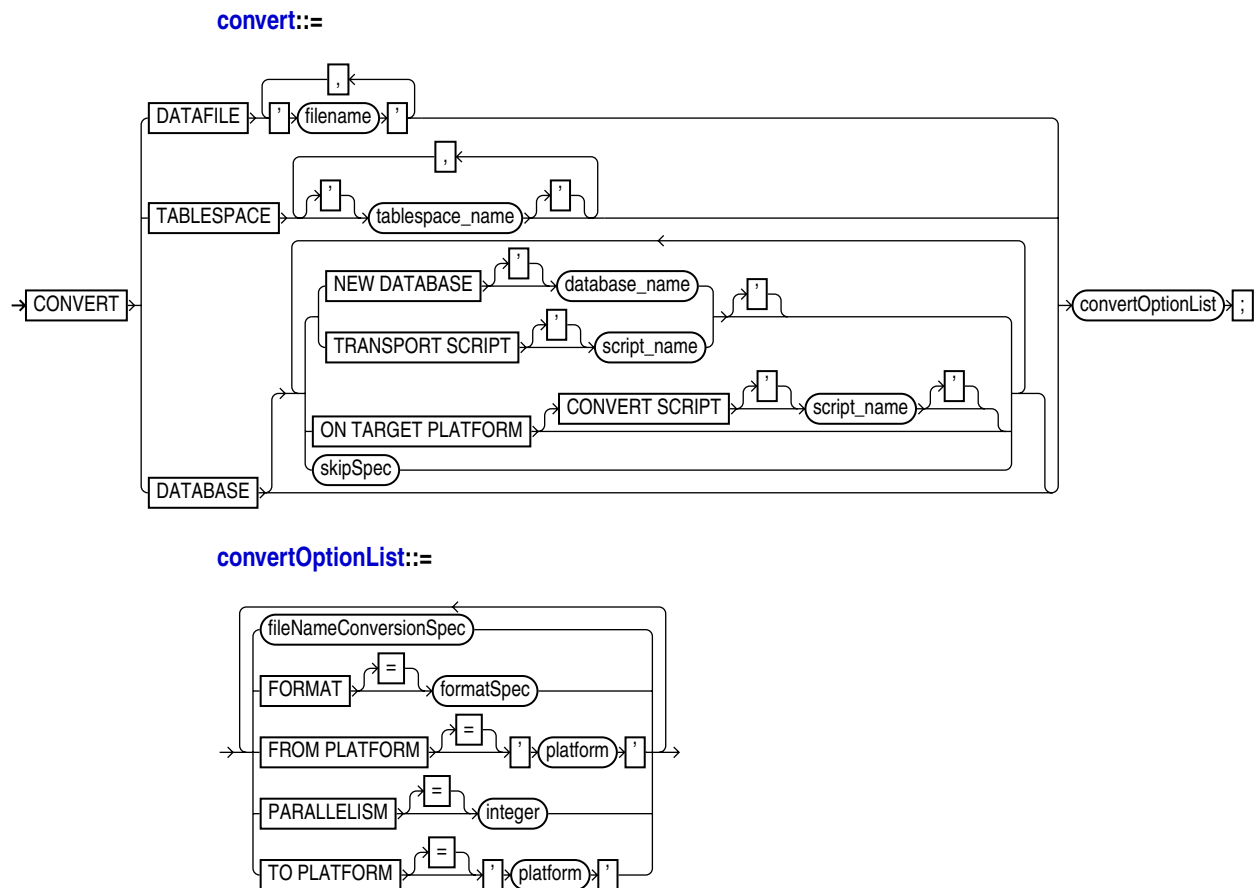 convert::=
,
DATAFILE ' filename '
,
TABLESPACE ' tablespace_name '
NEW DATABASE ' database_name '
CONVERT convertOptionList ;
TRANSPORT SCRIPT ' script_name
CONVERT SCRIPT ' script_name '
ON TARGET PLATFORM
skipSpec
DATABASE
convertOptionList::=
fileNameConversionSpec
FORMAT = formatSpec
FROM PLATFORM = ' platform '
PARALLELISM = integer
TO PLATFORM = ' platform '